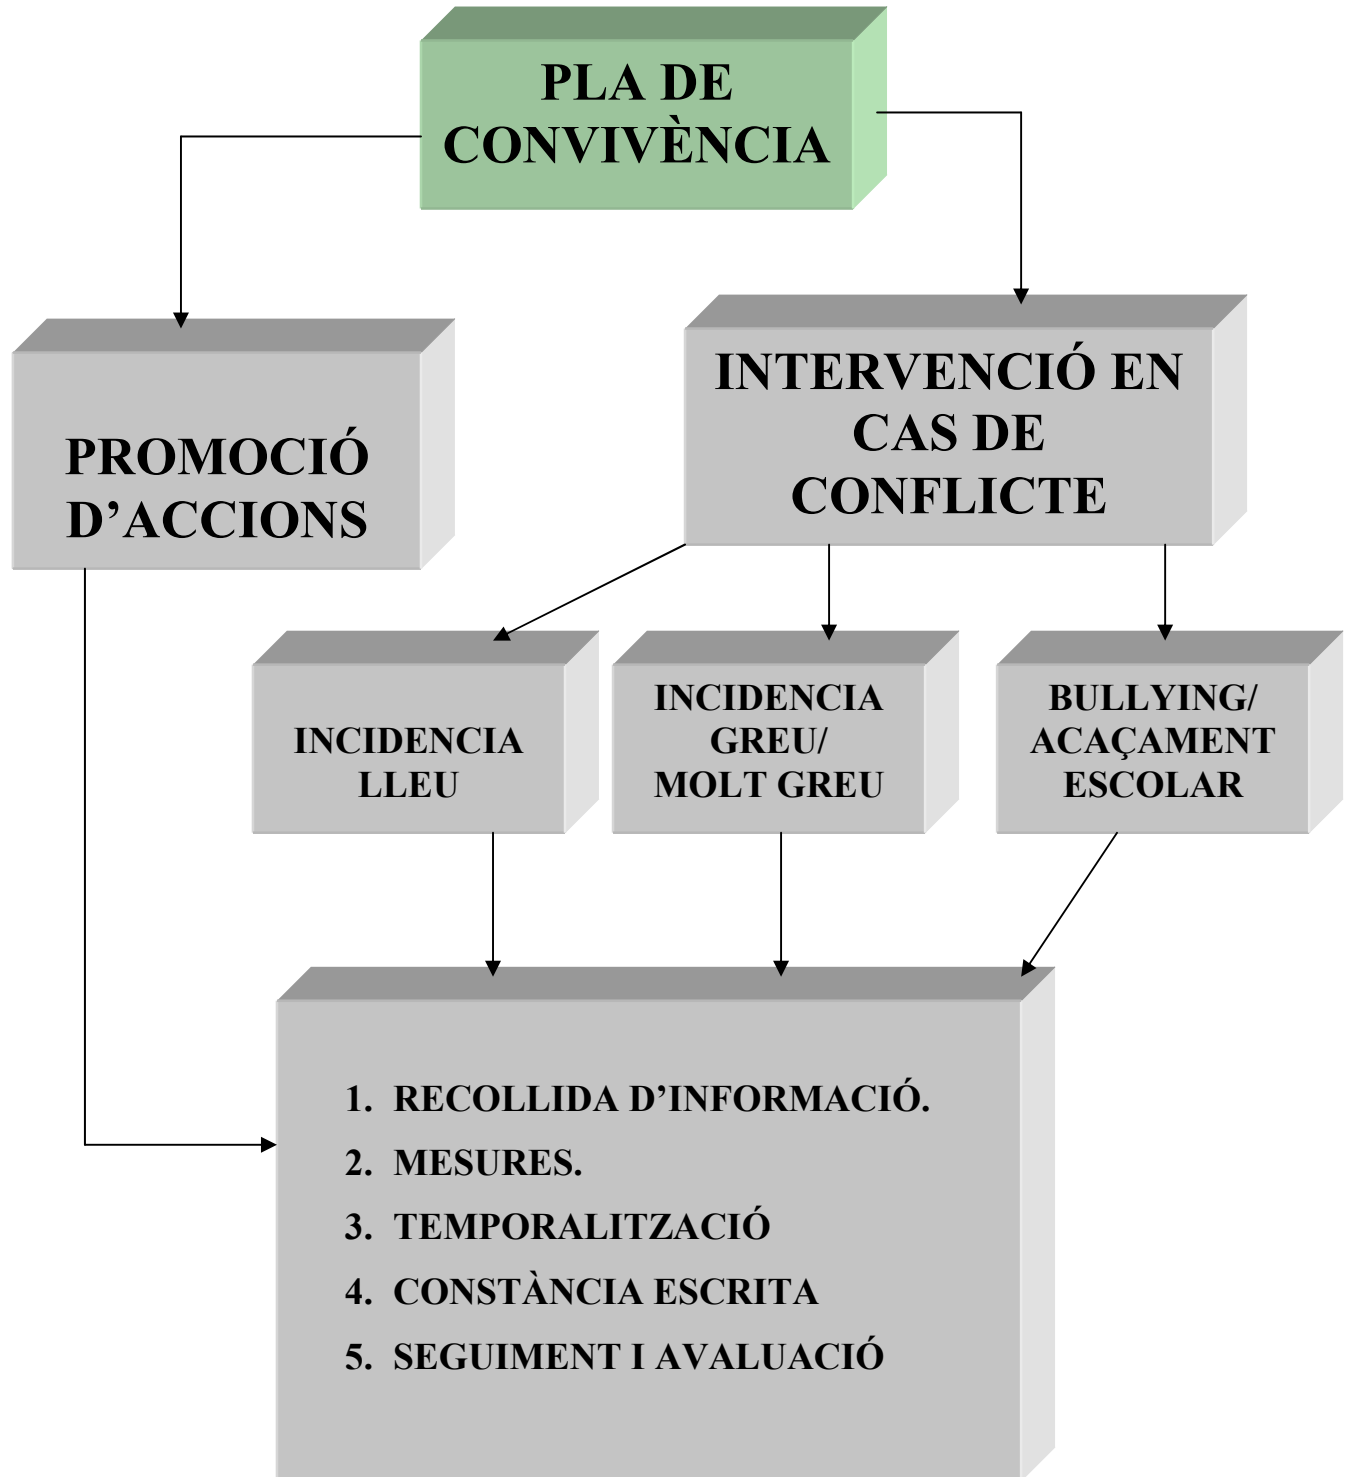 PLA DE
CONVIVÈNCIA
PROMOCIÓ
D’ACCIONS
INTERVENCIÓ EN
CAS DE
CONFLICTE
INCIDENCIA
LLEU
INCIDENCIA
GREU/
MOLT GREU
BULLYING/
ACAÇAMENT
ESCOLAR
1. RECOLLIDA D’INFORMACIÓ.
2. MESURES.
3. TEMPORALITZACIÓ
4. CONSTÀNCIA ESCRITA
5. SEGUIMENT I AVALUACIÓ